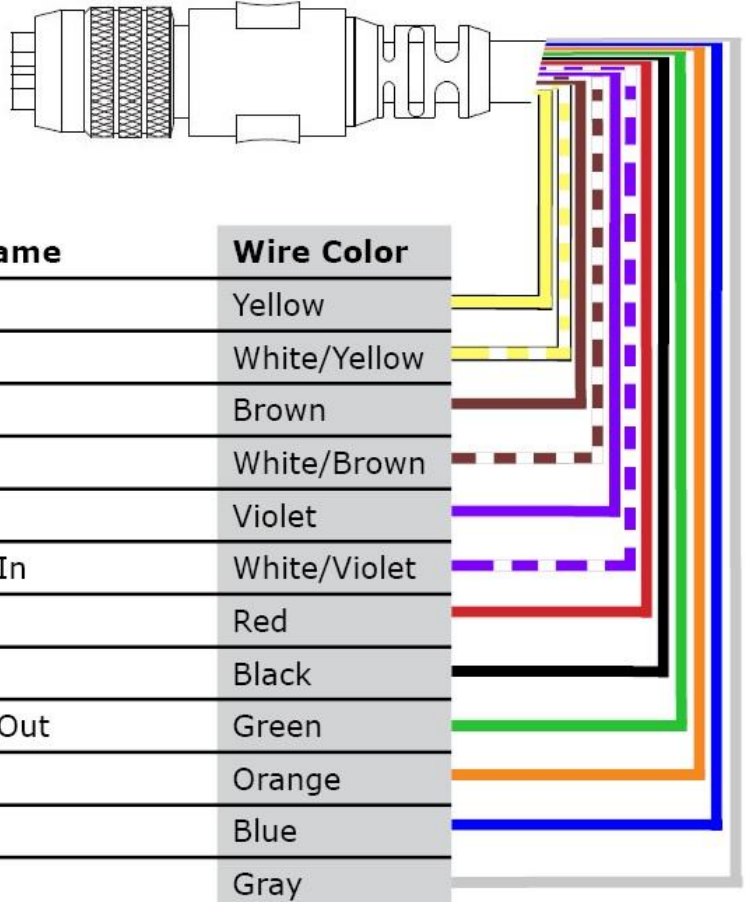 ame Wire Color
Yellow
White/Yellow
Brown
White/Brown
Violet
In White/Violet
Red
Black
Out Green
Orange
Blue
Gray